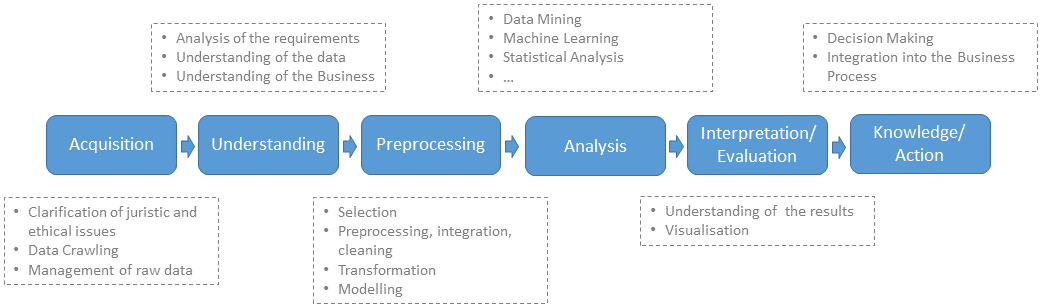 • Analysis of the requirements
• Understanding of the data
• Understanding of the Business
• Data Mining
• Machine Learning
• Statistical Analysis
• ...
• Decision Making
• Integration into the Business
Process
Acquisition
Understanding
Preprocessing
Analysis
Interpretation/
Evaluation
Knowledge/
Action
• Clarification of juristic and
ethical issues
• Data Crawling
• Management of raw data
• Selection
• Preprocessing, integration,
cleaning
• Transformation
• Modelling
• Understanding of the results
• Visualisation